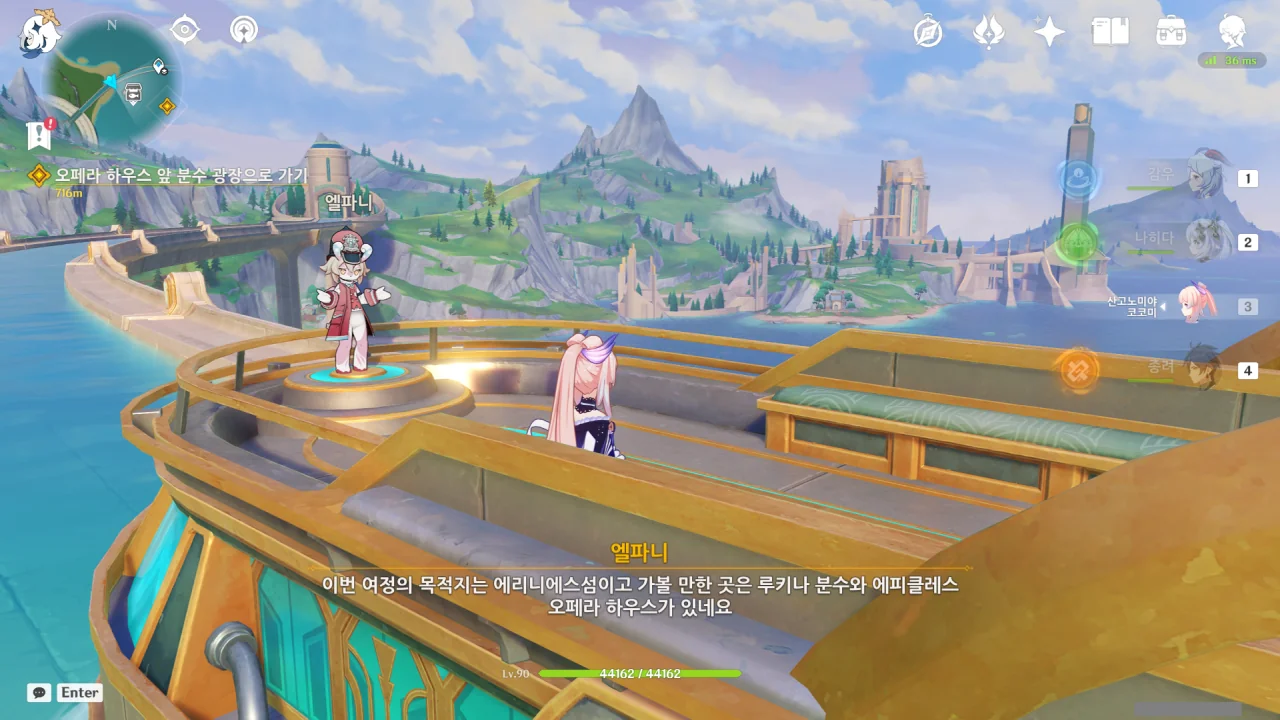 N
36 ms
오페라 하우스 앞 분수 광장으로 가기
716m
엘파니
감우
1
나히다
2
산고노미야
코코미
3
종려
4
엘파니
이번 여정의 목적지는 에리니에스섬이고 가볼 만한 곳은 루키나 분수와 에피클레스
오페라 하우스가 있네요
Lv.90
44162 / 44162
Enter